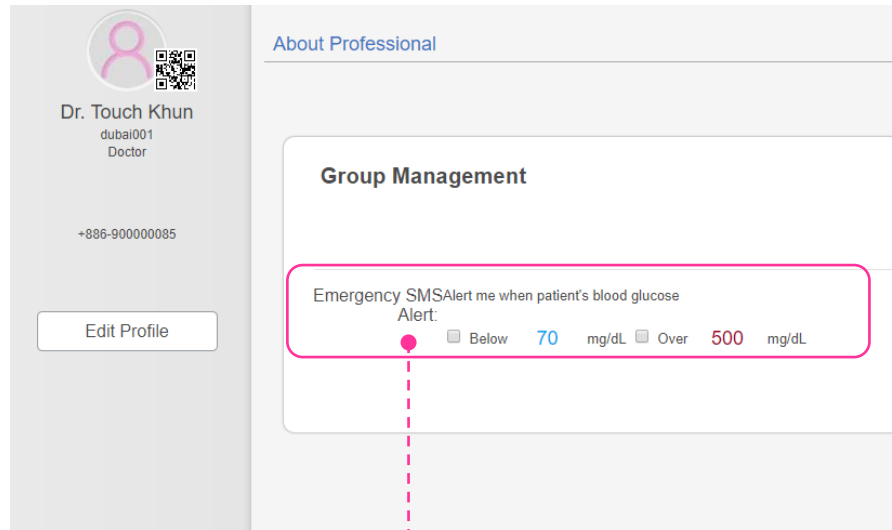 About Professional
Dr. Touch Khun
dubai001
Doctor
+886-900000085
Edit Profile
Group Management
Emergency SMS Alert me when patient's blood glucose
Alert:
Below 70 mg/dL Over 500 mg/dL